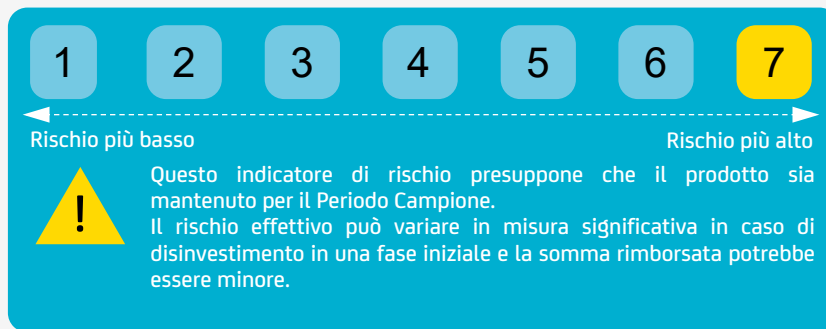 1 2 3 4 5 6 7
Rischio più basso Rischio più alto
! Questo indicatore di rischio presuppone che il prodotto sia
mantenuto per il Periodo Campione.
Il rischio effettivo può variare in misura significativa in caso di
disinvestimento in una fase iniziale e la somma rimborsata potrebbe
essere minore.